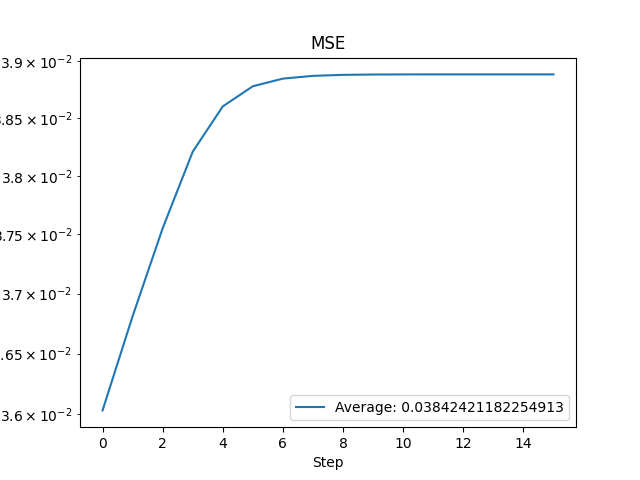 MSE
3.9 × 10⁻²
3.85 × 10⁻²
3.8 × 10⁻²
3.75 × 10⁻²
3.7 × 10⁻²
.65 × 10⁻²
3.6 × 10⁻²
Average: 0.03842421182254913
0 2 4 6 8 10 12 14
Step